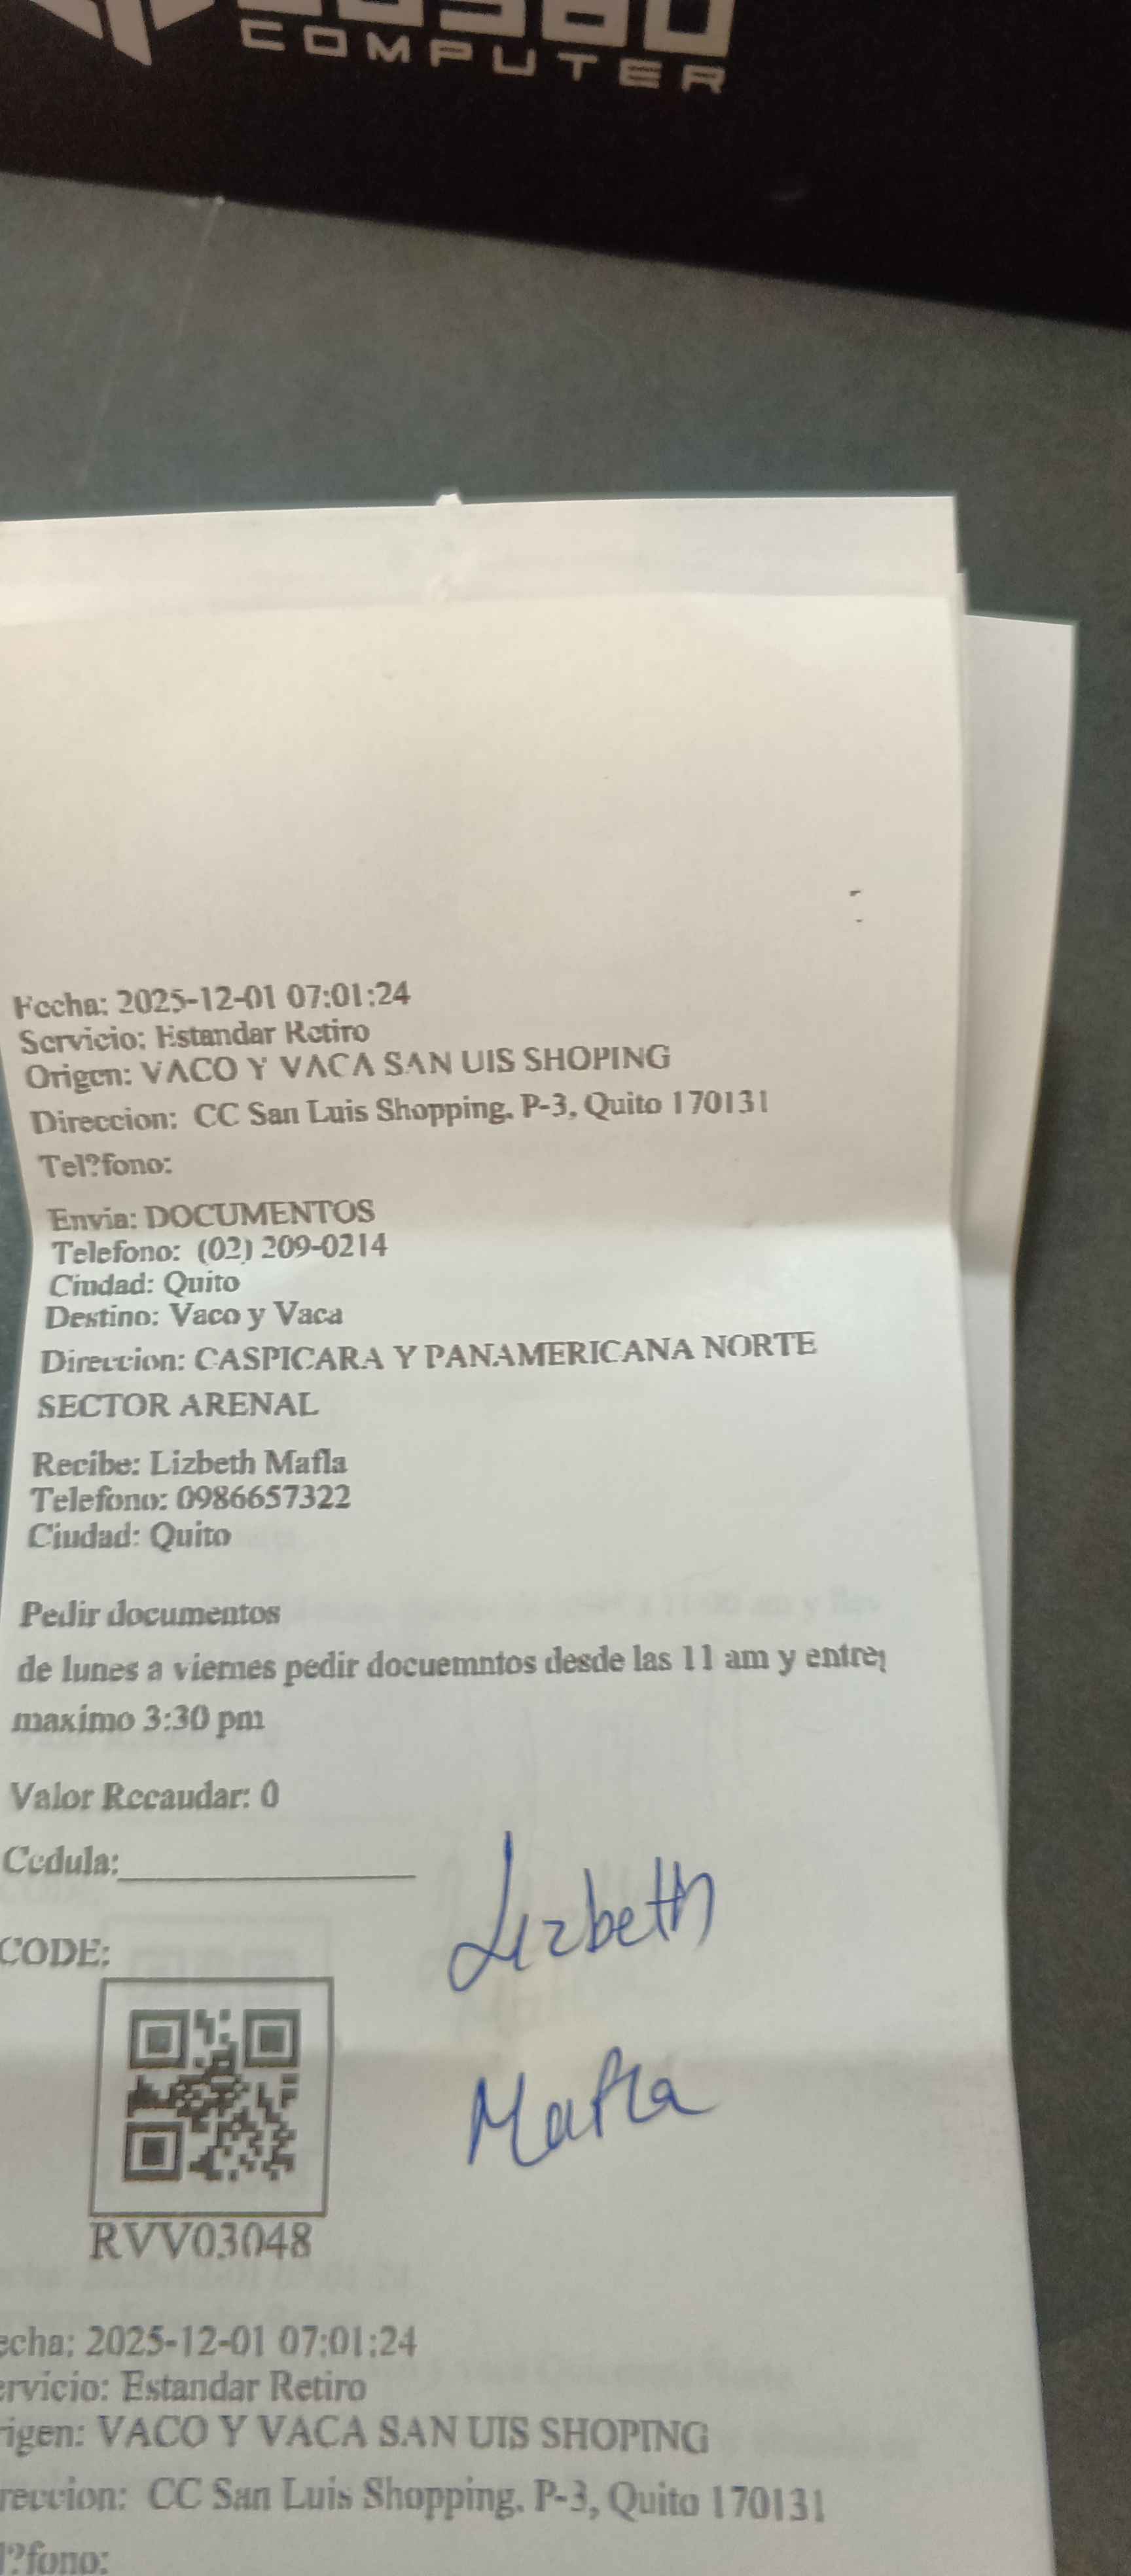 COMPUTER
Fecha: 2025-12-01 07:01:24
Servicio: Estandar Retiro
Origen: VACO Y VACA SAN UIS SHOPING
Direccion: CC San Luis Shopping, P-3, Quito 170131
Tel?fono:
Envia: DOCUMENTOS
Telefono: (02) 209-0214
Ciudad: Quito
Destino: Vaco y Vaca
Direccion: CASPICARA Y PANAMERICANA NORTE
SECTOR ARENAL
Recibe: Lizbeth Mafla
Telefono: 0986657322
Ciudad: Quito
Pedir documentos
de lunes a viernes pedir docuemntos desde las 11 am y entreg
maximo 3:30 pm
Valor Recaudar: 0
Cedula:
Lizbeth
CODE:
Mafla
RVV03048
echa: 2025-12-01 07:01:24
ervicio: Estandar Retiro
rigen: VACO Y VACA SAN UIS SHOPING
reccion: CC San Luis Shopping, P-3, Quito 170131
l?fono: